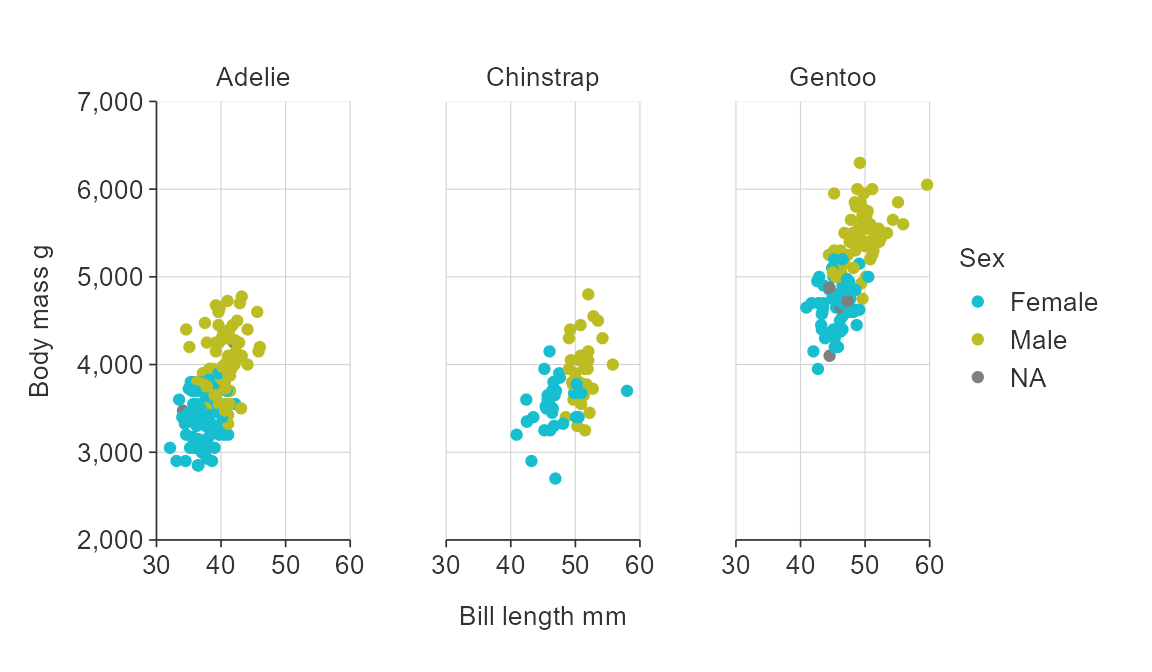 Adelie
Chinstrap
Gentoo
7,000
6,000
5,000
4,000
3,000
2,000
Body mass g
30 40 50 60
30 40 50 60
30 40 50 60
Bill length mm
Sex
Female
Male
NA